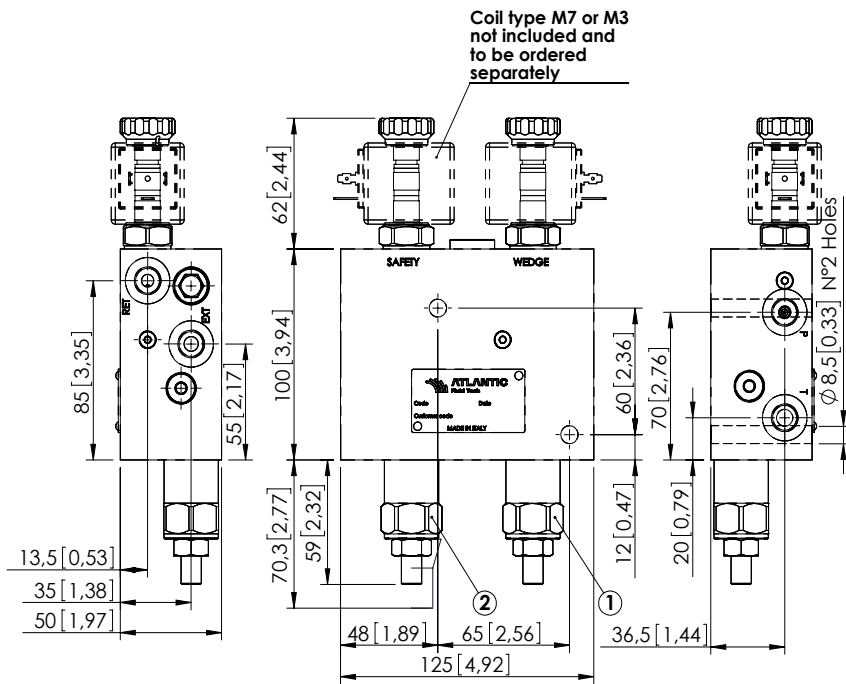 Coil type M7 or M3
not included and
to be ordered
separately
62[2,44]
100[3,94]
70,3[2,77]
59[2,32]
SAFETY
WEDGE
ATLANTIC
Fluid Tech
Code Date
Customer code
MADE IN ITALY
60[2,36]
12[0,47]
2
1
48[1,89]
65[2,56]
125[4,92]
RET
EXT
85[3,35]
55[2,17]
13,5[0,53]
35[1,38]
50[1,97]
P
T
70[2,76]
20[0,79]
Ø8,5[0,33] N°2 Holes
36,5[1,44]